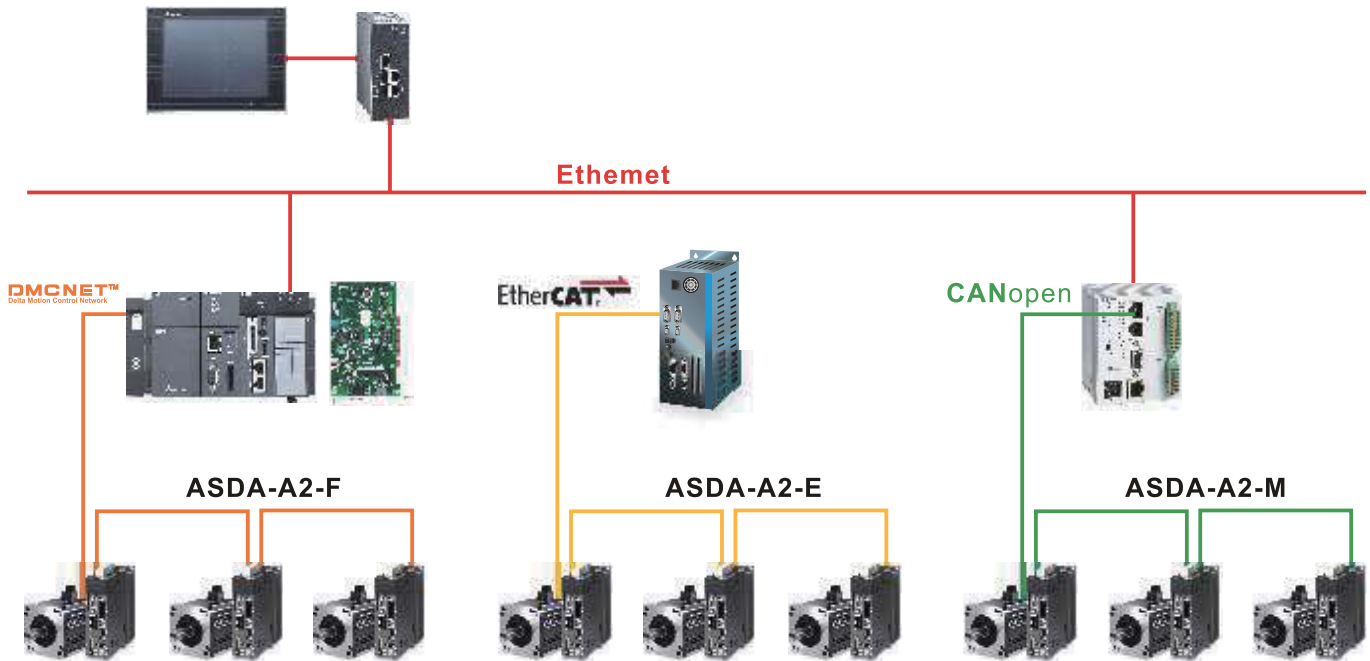 Ethemet
DMCNET™
Delta Motion Control Network
EtherCAT
CANopen
ASDA-A2-F
ASDA-A2-E
ASDA-A2-M